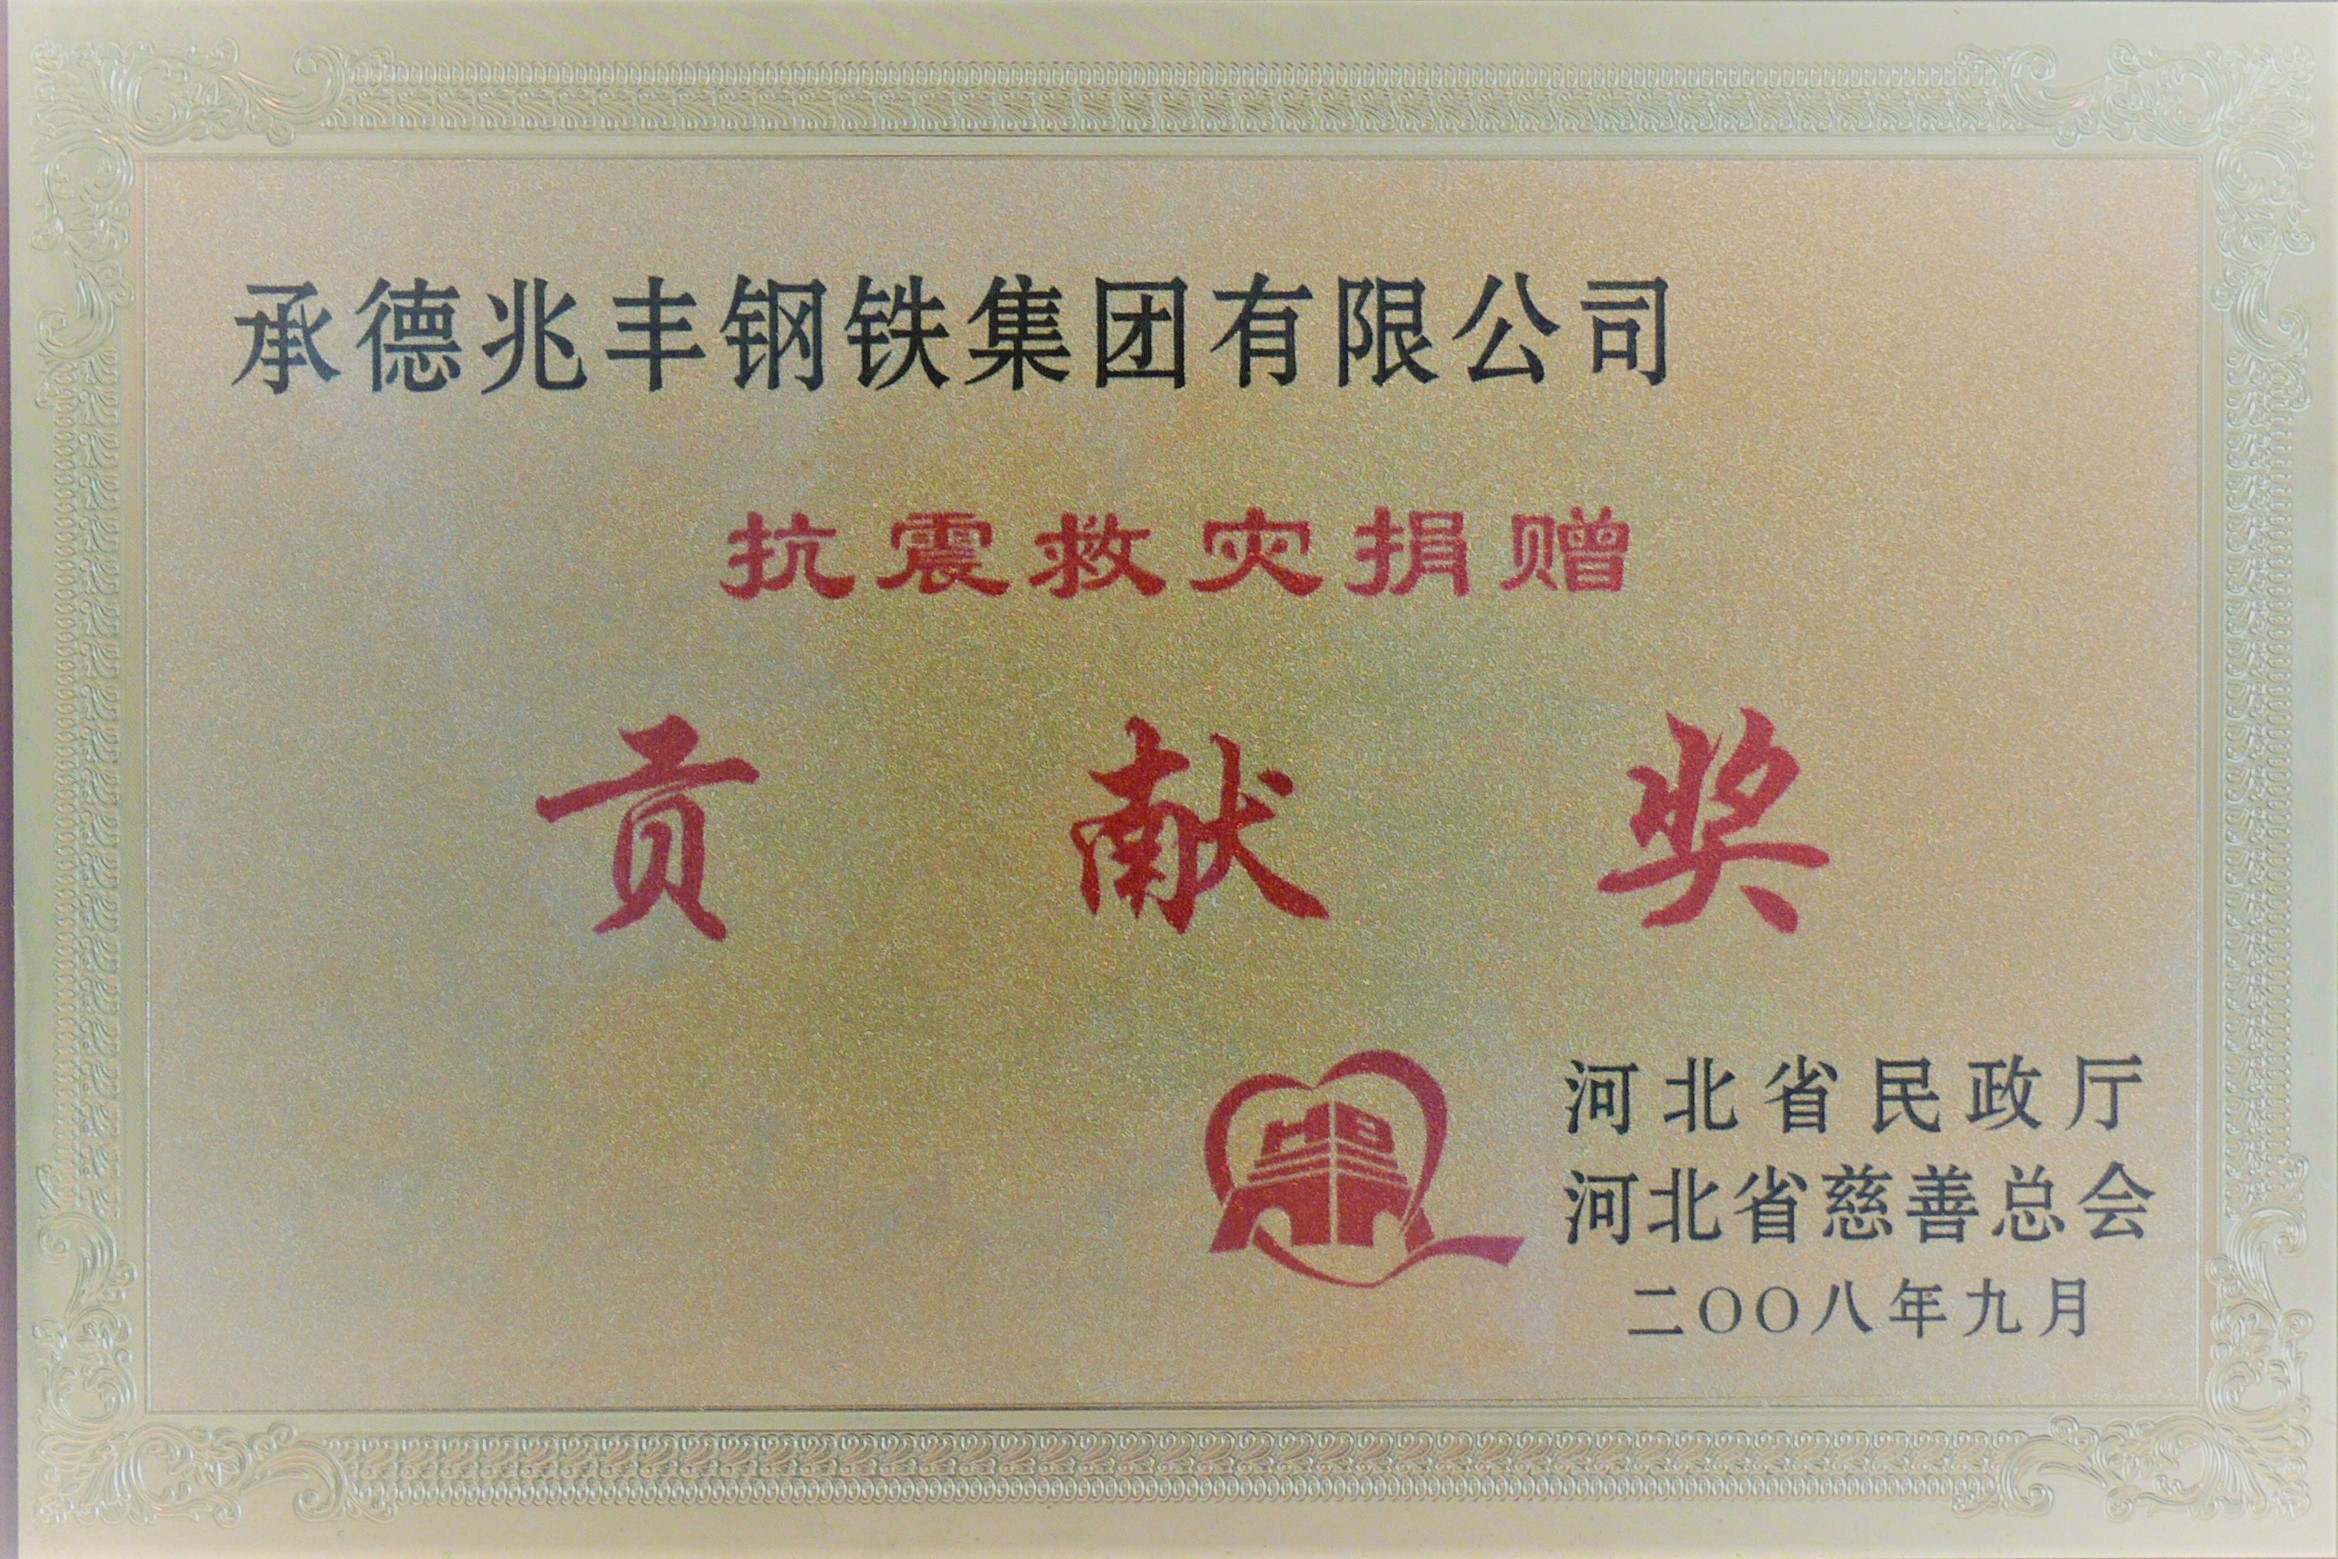 承德兆丰钢铁集团有限公司
抗震救灾捐赠
贡献奖
河北省民政厅
河北省慈善总会
二〇〇八年九月